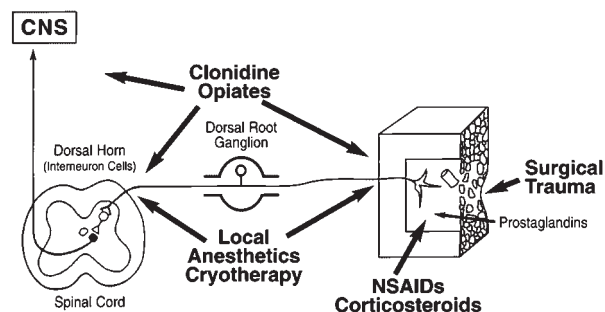 CNS
Clonidine
Opiates
Dorsal Horn
(Interneuron Cells)
Dorsal Root
Ganglion
Surgical
Trauma
Prostaglandins
Local
Anesthetics
Cryotherapy
NSAIDs
Corticosteroids
Spinal Cord